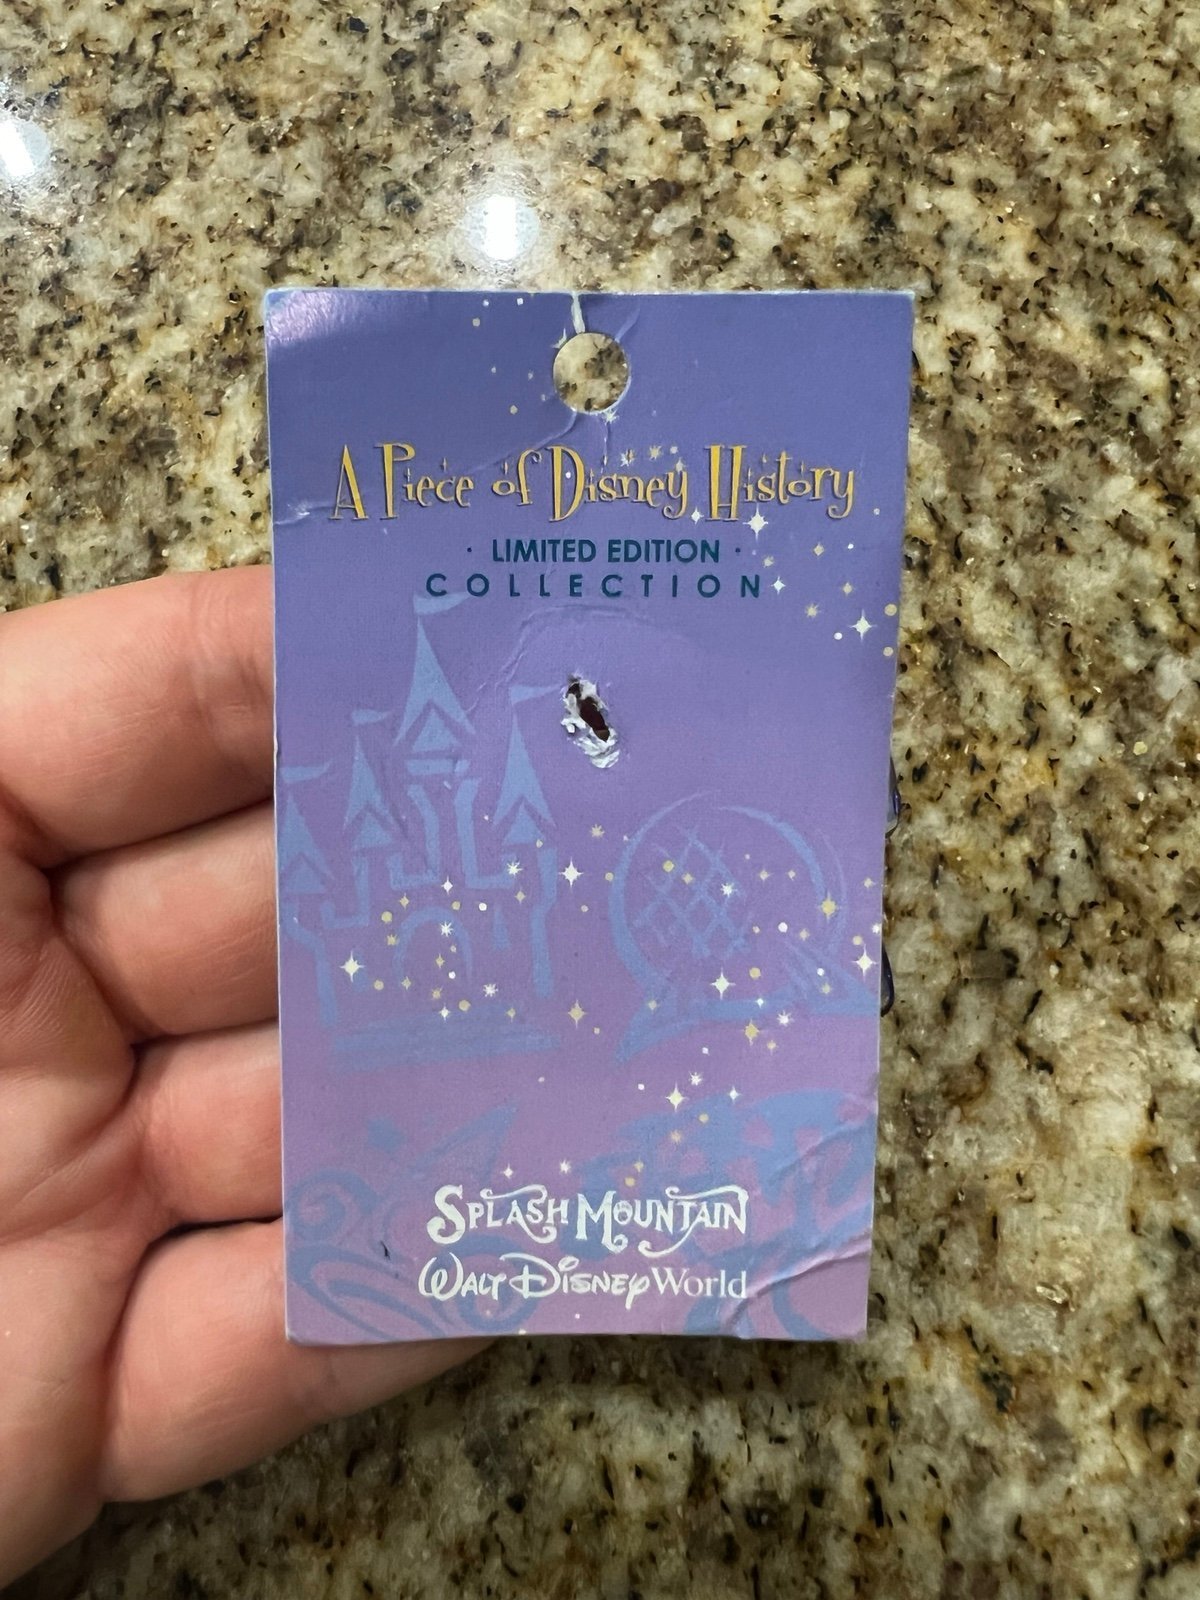 A Piece of Disney History
· LIMITED EDITION ·
COLLECTION
SPLASH MOUNTAIN
WALT DISNEY World